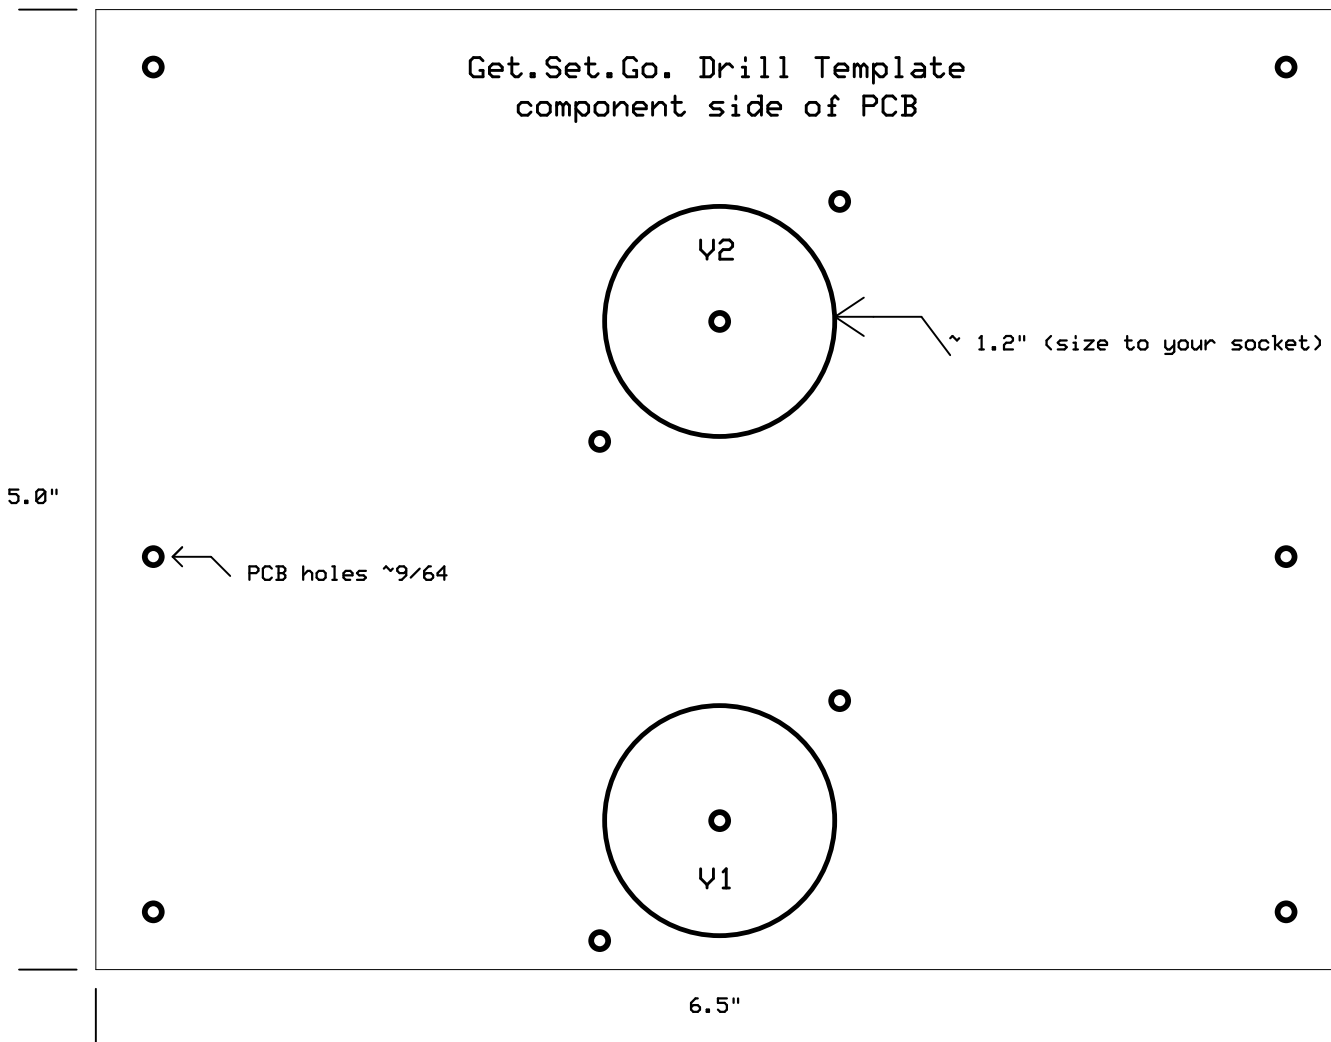 Get.Set.Go. Drill Template
component side of PCB
V2
~ 1.2" (size to your socket)
5.0"
PCB holes ~9/64
V1
6.5"